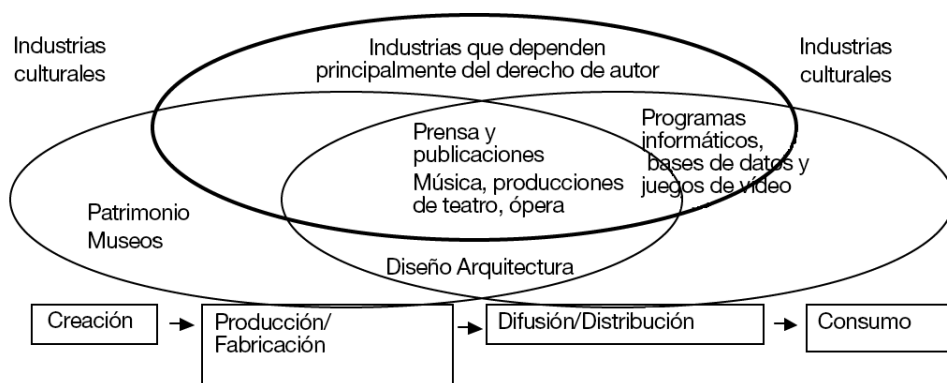 Industrias
culturales
Industrias que dependen
principalmente del derecho de autor
Industrias
culturales
Prensa y
publicaciones
Música, producciones
de teatro, ópera
Programas
informáticos,
bases de datos y
juegos de vídeo
...
Patrimonio
Museos
Diseño Arquitectura
Creación
Producción/
Fabricación
Difusión/Distribución
Consumo